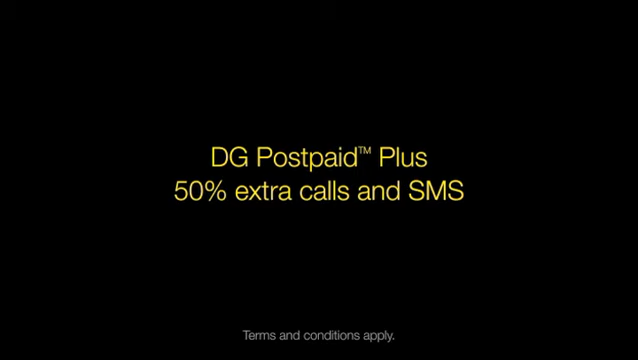 DG Postpaid™ Plus
50% extra calls and SMS
Terms and conditions apply.